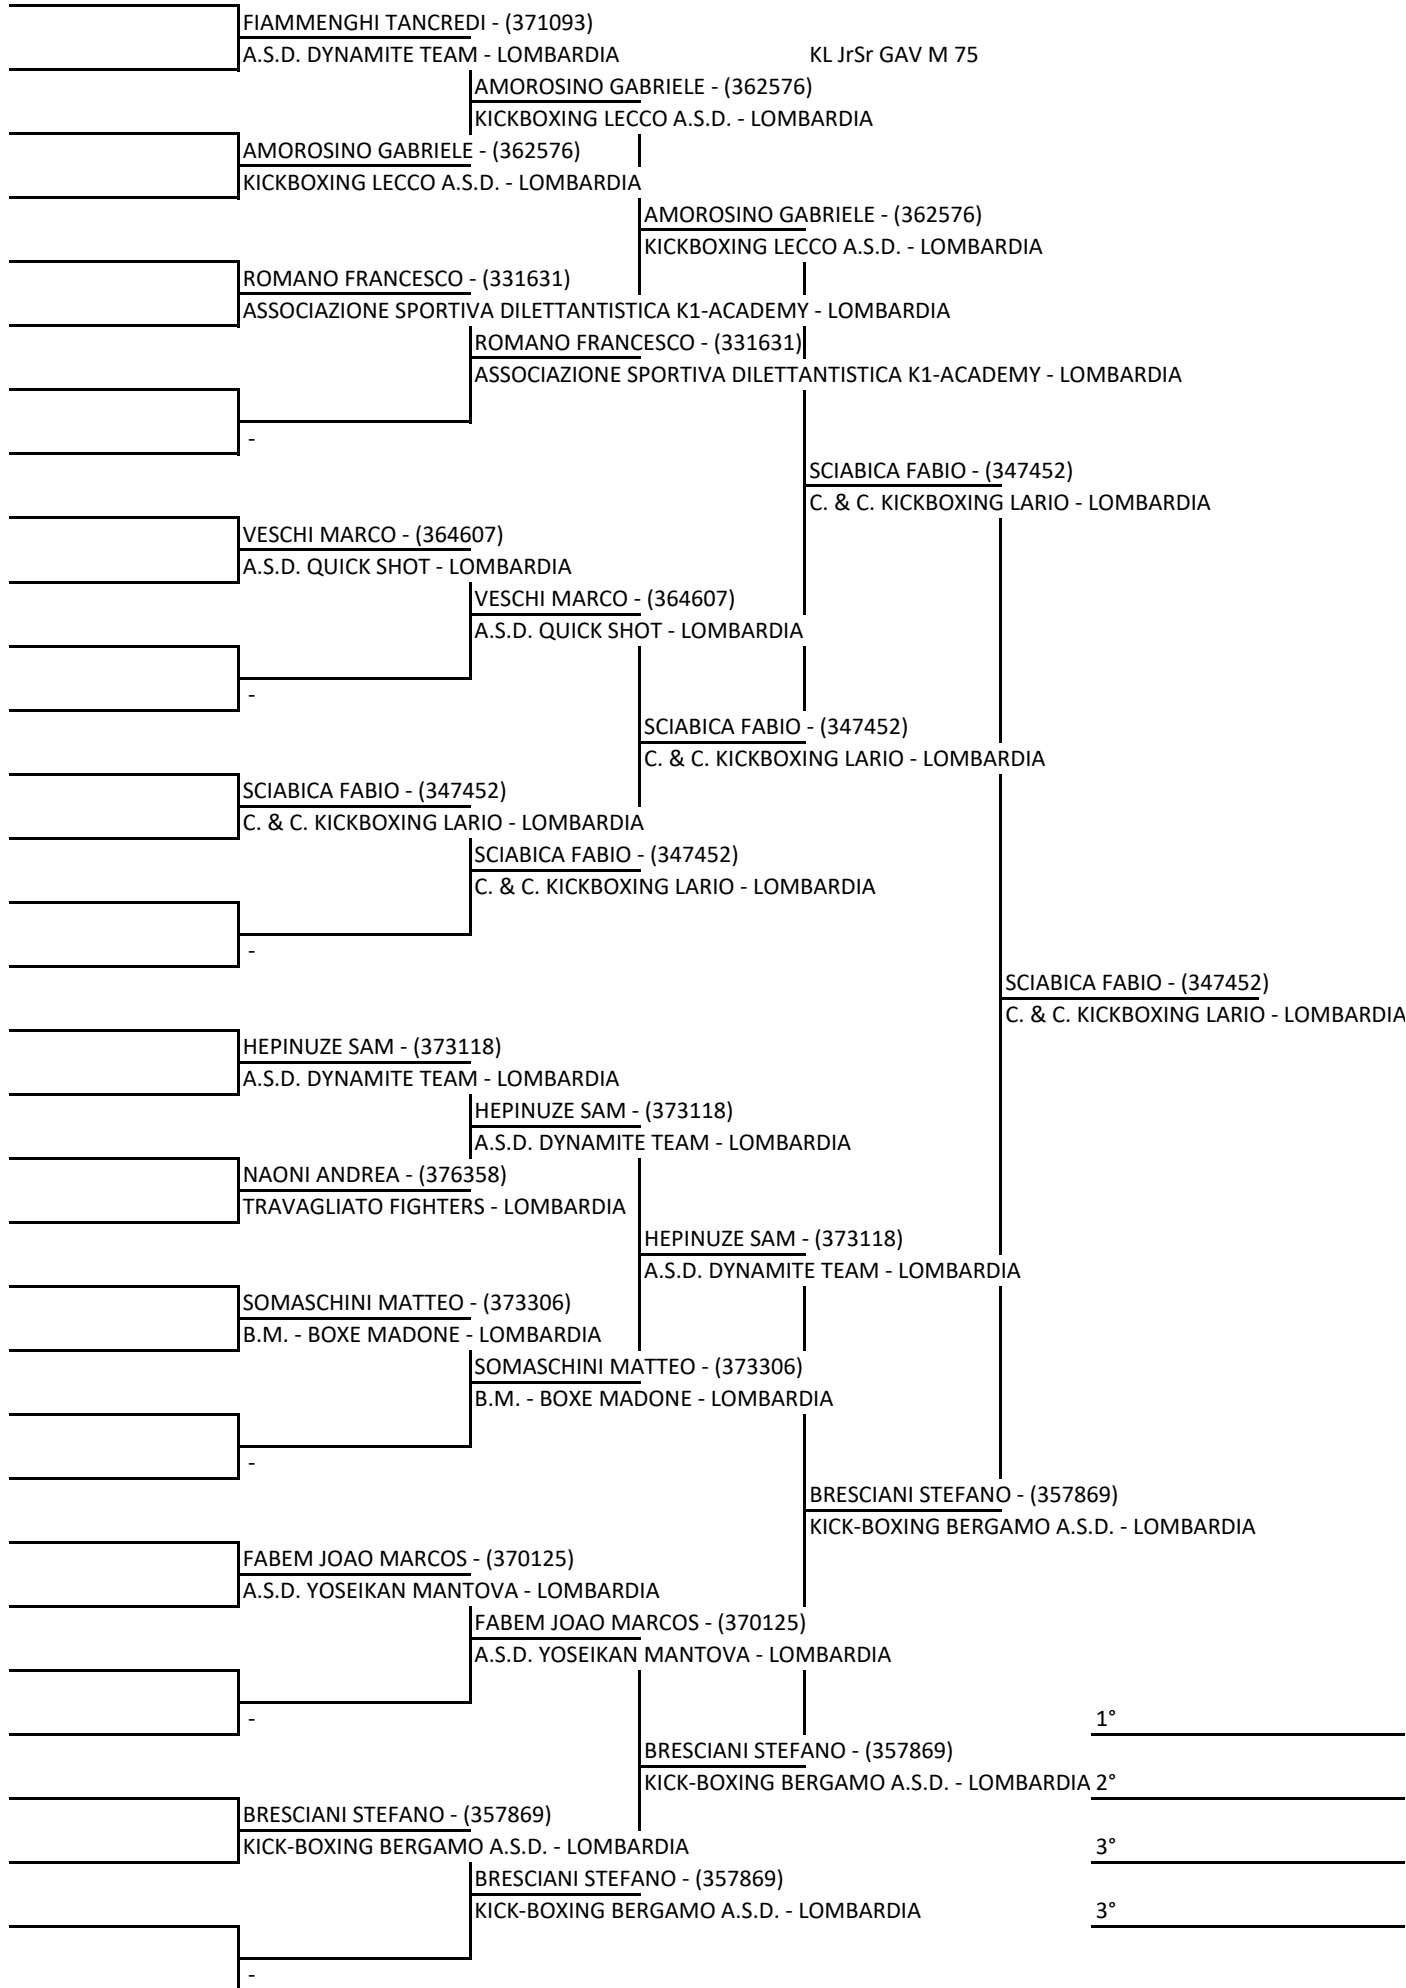 FIAMMENGHI TANCREDI - (371093)
A.S.D. DYNAMITE TEAM - LOMBARDIA
KL JrSr GAV M 75
AMOROSINO GABRIELE - (362576)
KICKBOXING LECCO A.S.D. - LOMBARDIA
AMOROSINO GABRIELE - (362576)
KICKBOXING LECCO A.S.D. - LOMBARDIA
AMOROSINO GABRIELE - (362576)
KICKBOXING LECCO A.S.D. - LOMBARDIA
ROMANO FRANCESCO - (331631)
ASSOCIAZIONE SPORTIVA DILETTANTISTICA K1-ACADEMY - LOMBARDIA
ROMANO FRANCESCO - (331631)
ASSOCIAZIONE SPORTIVA DILETTANTISTICA K1-ACADEMY - LOMBARDIA
-
SCIABICA FABIO - (347452)
C. & C. KICKBOXING LARIO - LOMBARDIA
VESCHI MARCO - (364607)
A.S.D. QUICK SHOT - LOMBARDIA
VESCHI MARCO - (364607)
A.S.D. QUICK SHOT - LOMBARDIA
-
SCIABICA FABIO - (347452)
C. & C. KICKBOXING LARIO - LOMBARDIA
SCIABICA FABIO - (347452)
C. & C. KICKBOXING LARIO - LOMBARDIA
SCIABICA FABIO - (347452)
C. & C. KICKBOXING LARIO - LOMBARDIA
-
SCIABICA FABIO - (347452)
C. & C. KICKBOXING LARIO - LOMBARDIA
HEPINUZE SAM - (373118)
A.S.D. DYNAMITE TEAM - LOMBARDIA
HEPINUZE SAM - (373118)
A.S.D. DYNAMITE TEAM - LOMBARDIA
NAONI ANDREA - (376358)
TRAVAGLIATO FIGHTERS - LOMBARDIA
HEPINUZE SAM - (373118)
A.S.D. DYNAMITE TEAM - LOMBARDIA
SOMASCHINI MATTEO - (373306)
B.M. - BOXE MADONE - LOMBARDIA
SOMASCHINI MATTEO - (373306)
B.M. - BOXE MADONE - LOMBARDIA
-
BRESCIANI STEFANO - (357869)
KICK-BOXING BERGAMO A.S.D. - LOMBARDIA
FABEM JOAO MARCOS - (370125)
A.S.D. YOSEIKAN MANTOVA - LOMBARDIA
FABEM JOAO MARCOS - (370125)
A.S.D. YOSEIKAN MANTOVA - LOMBARDIA
-
1°
BRESCIANI STEFANO - (357869)
KICK-BOXING BERGAMO A.S.D. - LOMBARDIA
2°
BRESCIANI STEFANO - (357869)
KICK-BOXING BERGAMO A.S.D. - LOMBARDIA
3°
BRESCIANI STEFANO - (357869)
KICK-BOXING BERGAMO A.S.D. - LOMBARDIA
3°
-